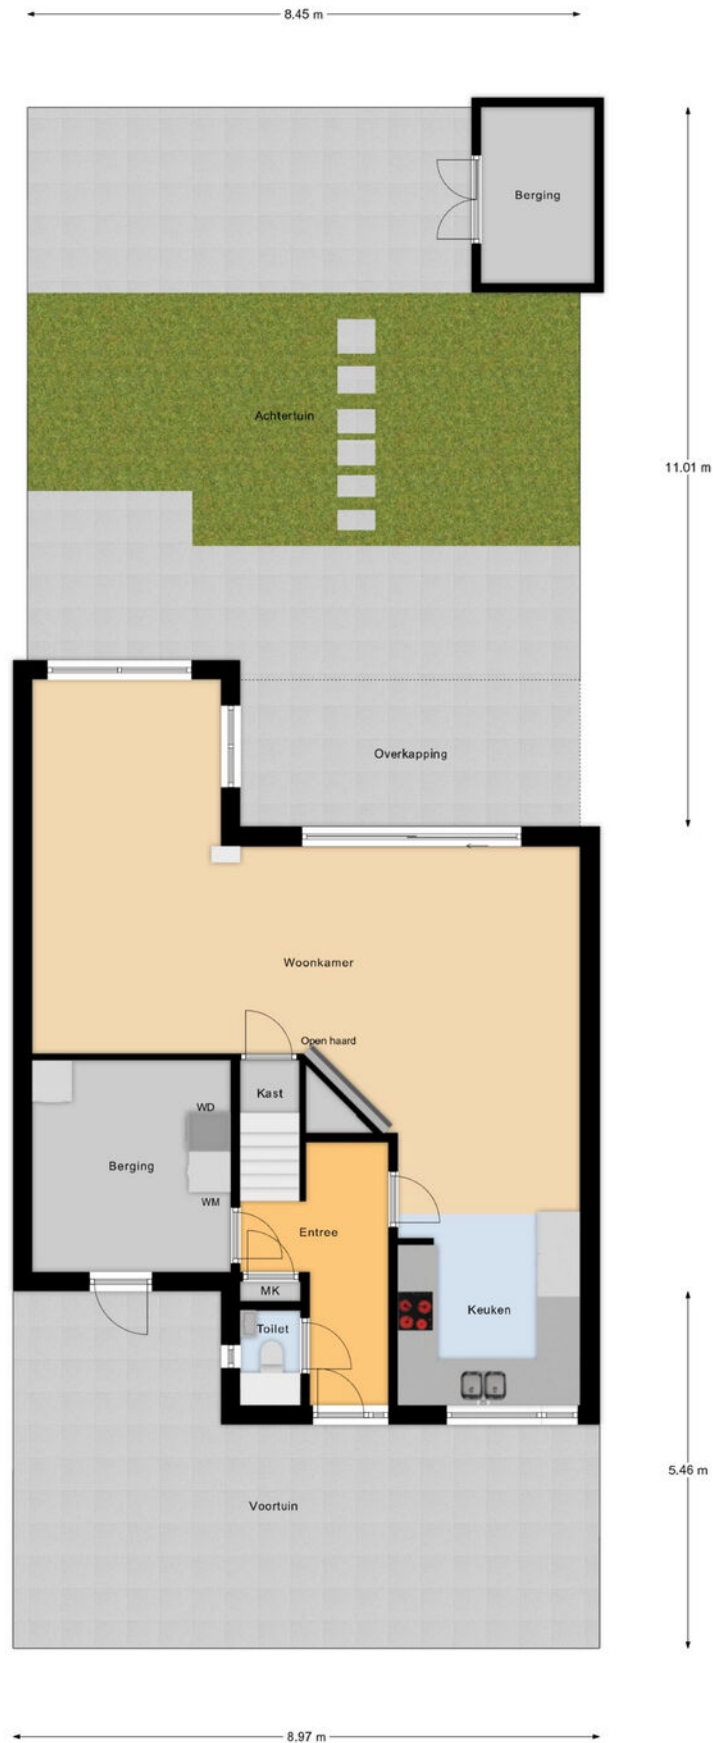 8.45 m
Berging
Achtertuin
11.01 m
Overkapping
Woonkamer
Open haard
Kast
WD
Berging
WM
Entree
MK
Keuken
Toilet
5.46 m
Voortuin
8.97 m